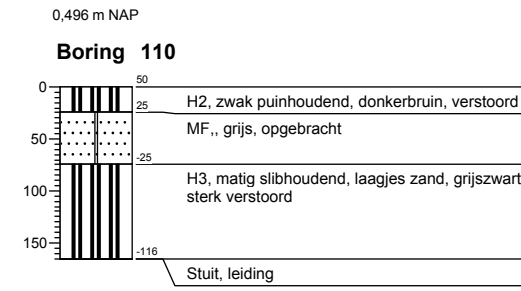 0,496 m NAP
Boring 110
0
50
25
H2, zwak puinhoudend, donkerbruin, verstoord
MF,, grijs, opgebracht
50
-25
H3, matig slibhoudend, laagjes zand, grijszwart
sterk verstoord
100
150
-116
Stuit, leiding